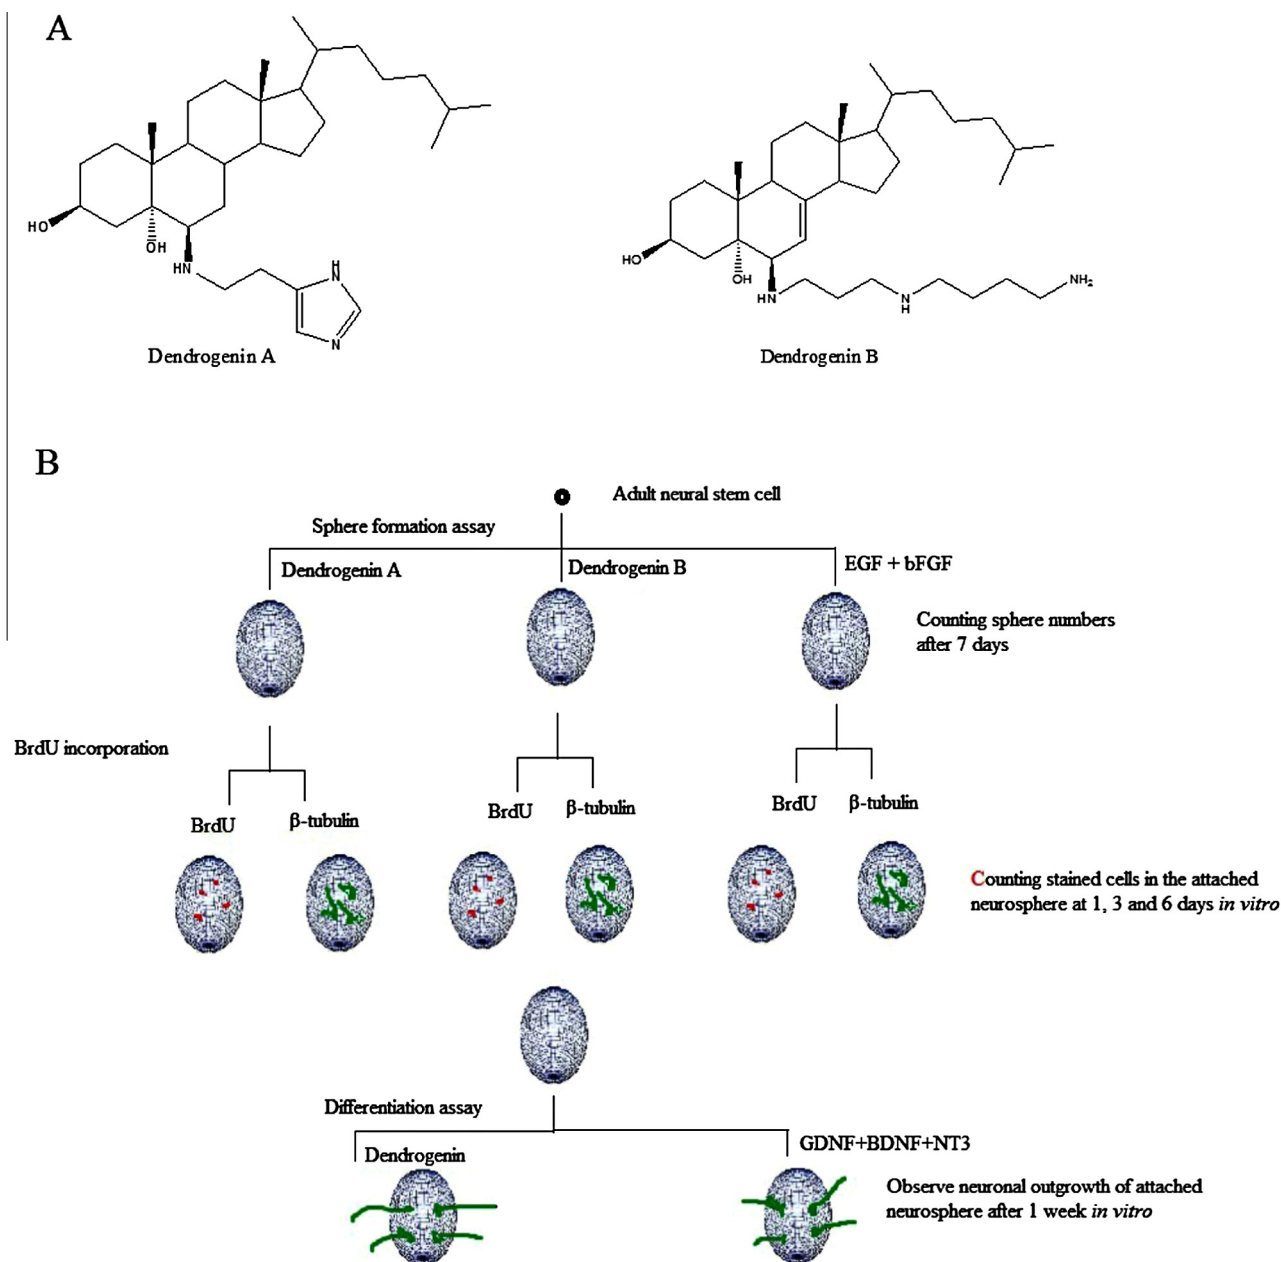 A
HO
OH
HN
H
N
N
Dendrogenin A
HO
OH
HN
N
H
NH2
Dendrogenin B
B
Adult neural stem cell
Sphere formation assay
Dendrogenin A
Dendrogenin B
EGF + bFGF
Counting sphere numbers
after 7 days
BrdU incorporation
BrdU
β-tubulin
BrdU
β-tubulin
BrdU
β-tubulin
Counting stained cells in the attached
neurosphere at 1, 3 and 6 days in vitro
Differentiation assay
Dendrogenin
GDNF+BDNF+NT3
Observe neuronal outgrowth of attached
neurosphere after 1 week in vitro